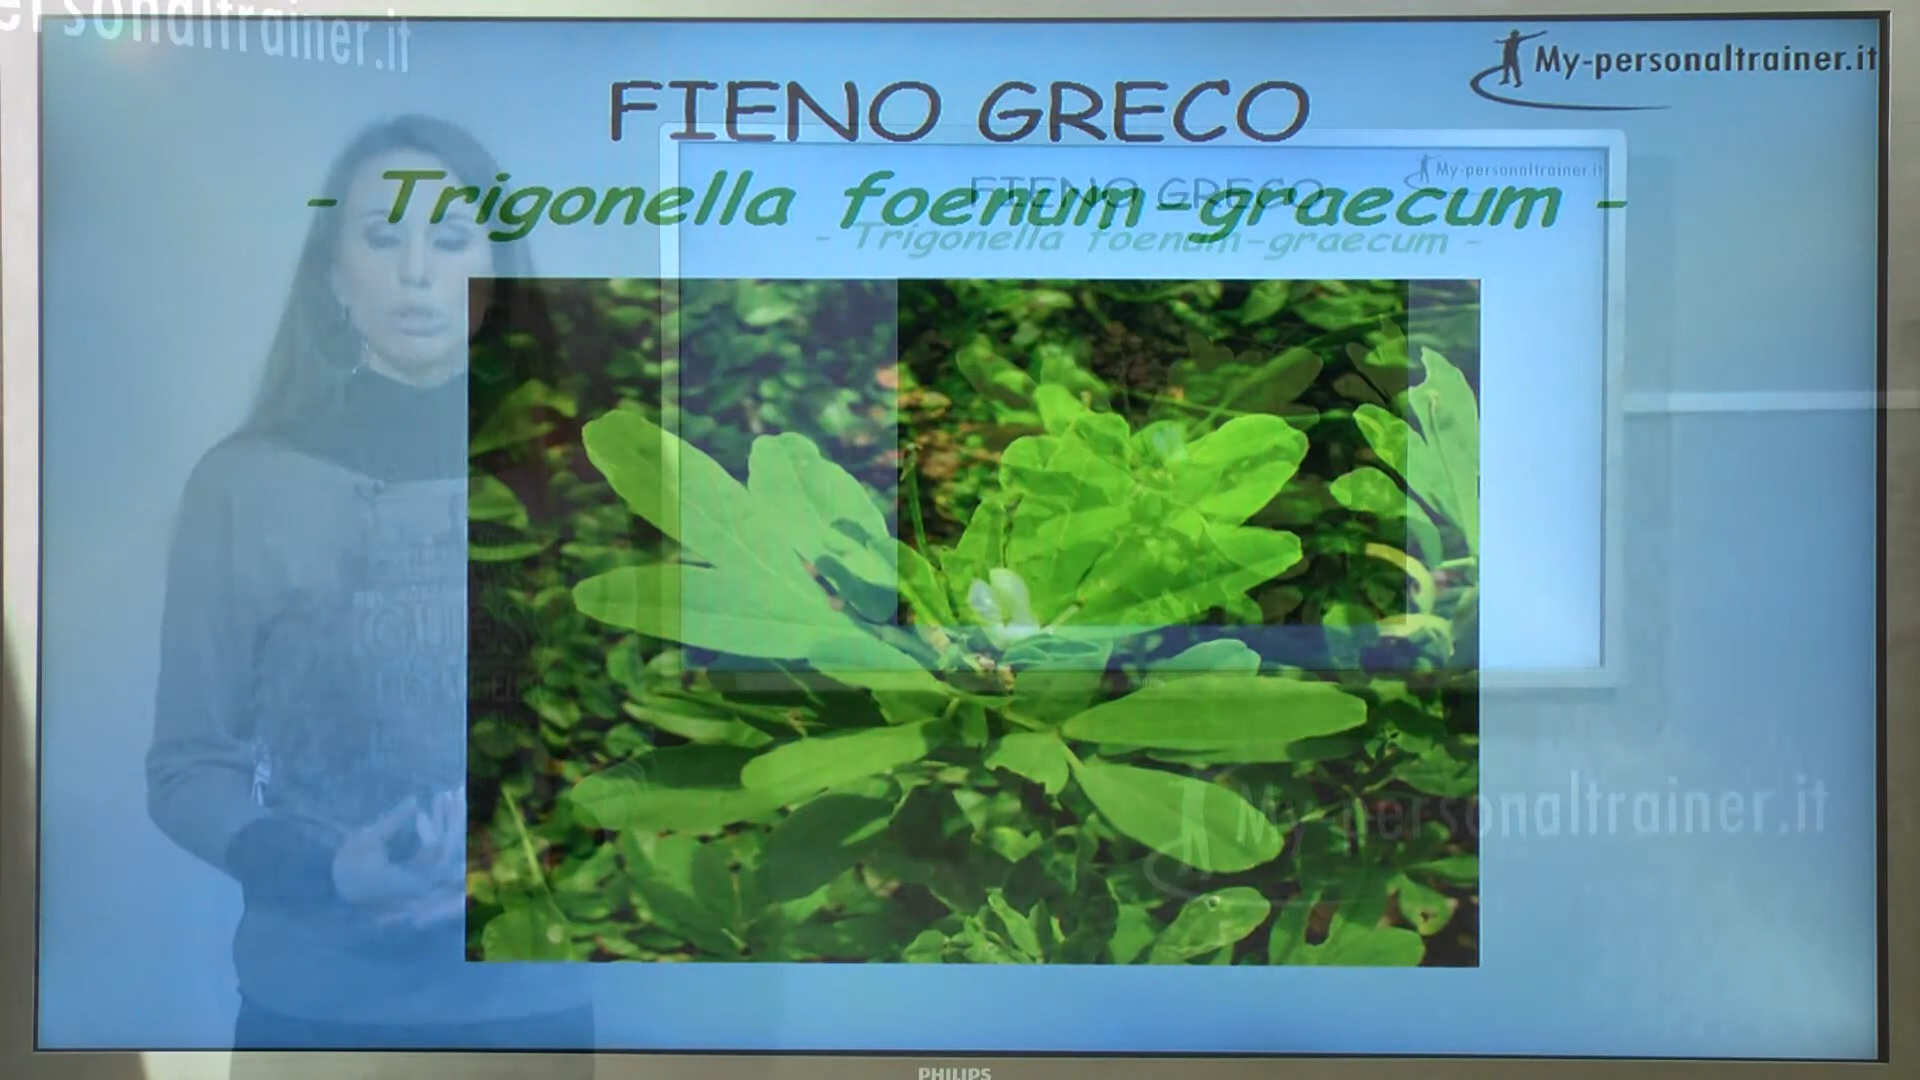 personaltrainer.it
My-personaltrainer.it
FIENO GRECO
- Trigonella foenum-graecum -
My-personaltrainer.it
FIENO GRECO
- Trigonella foenum-graecum -
My-personaltrainer.it
PHILIPS